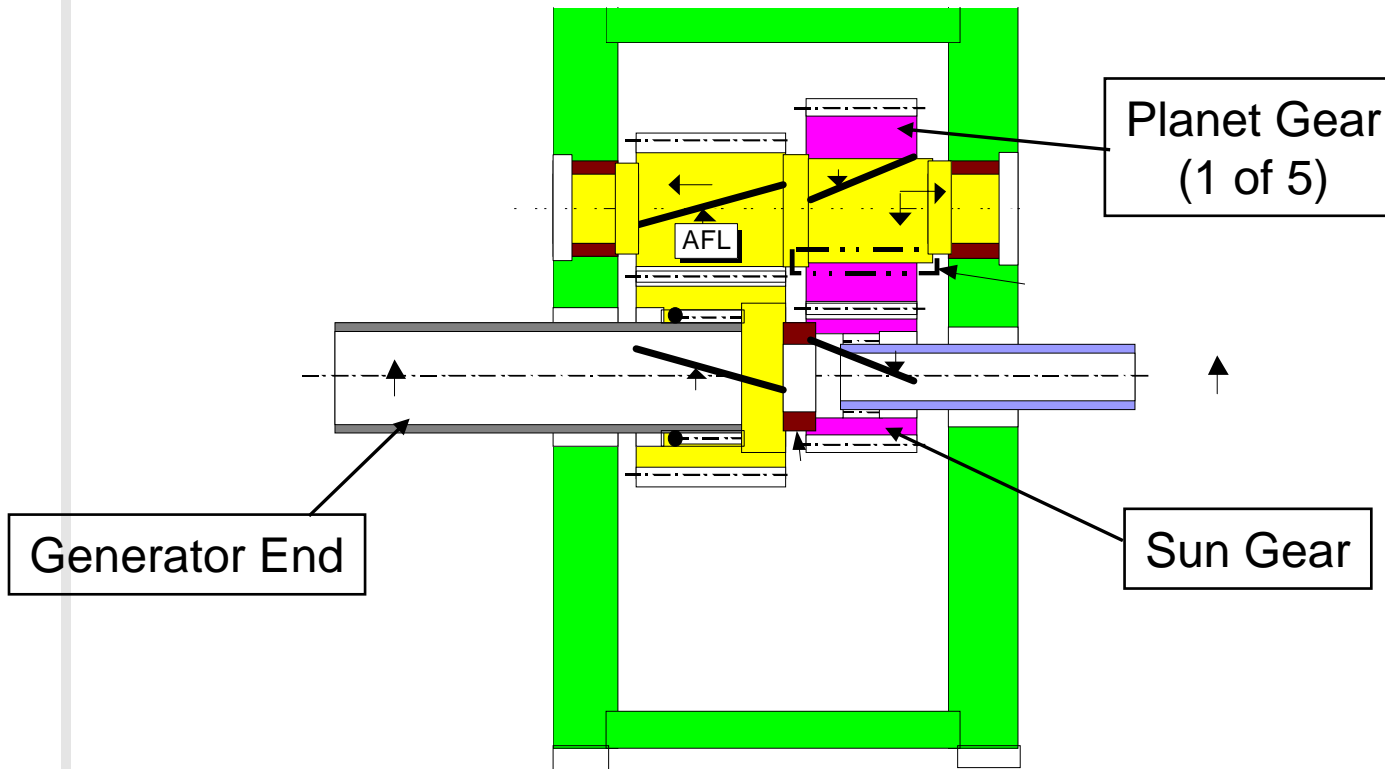 Planet Gear
(1 of 5)
AFL
Generator End
Sun Gear